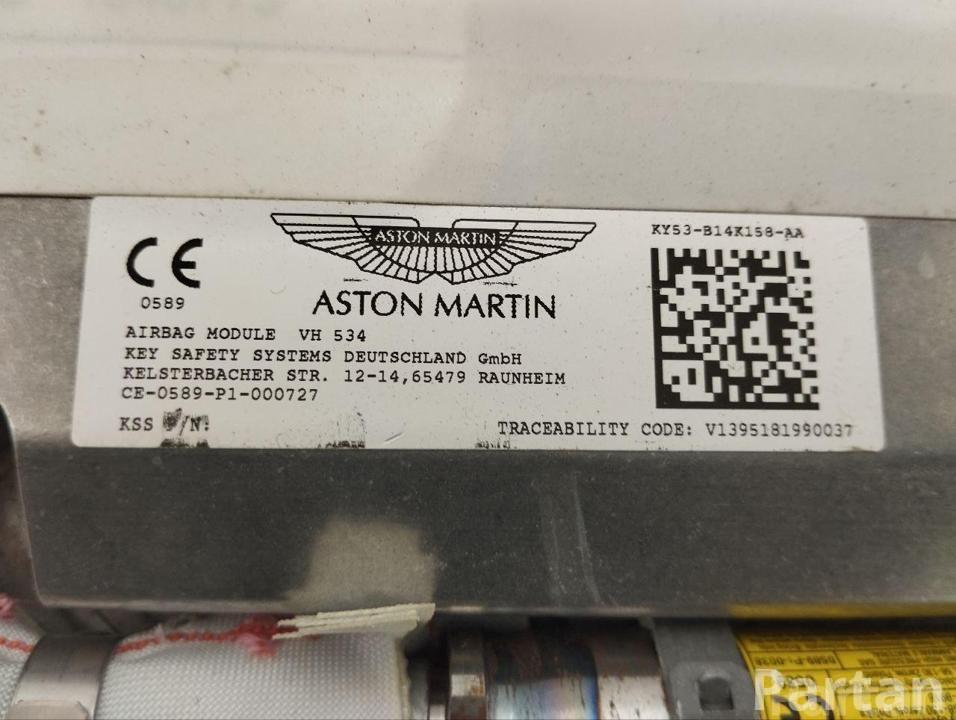 CE
0589
ASTON MARTIN
ASTON MARTIN
KY53-B14K158-AA
AIRBAG MODULE VH 534
KEY SAFETY SYSTEMS DEUTSCHLAND GmbH
KELSTERBACHER STR. 12-14,65479 RAUNHEIM
CE-0589-P1-000727
KSS P/N:
TRACEABILITY CODE: V1395181990037
Partan